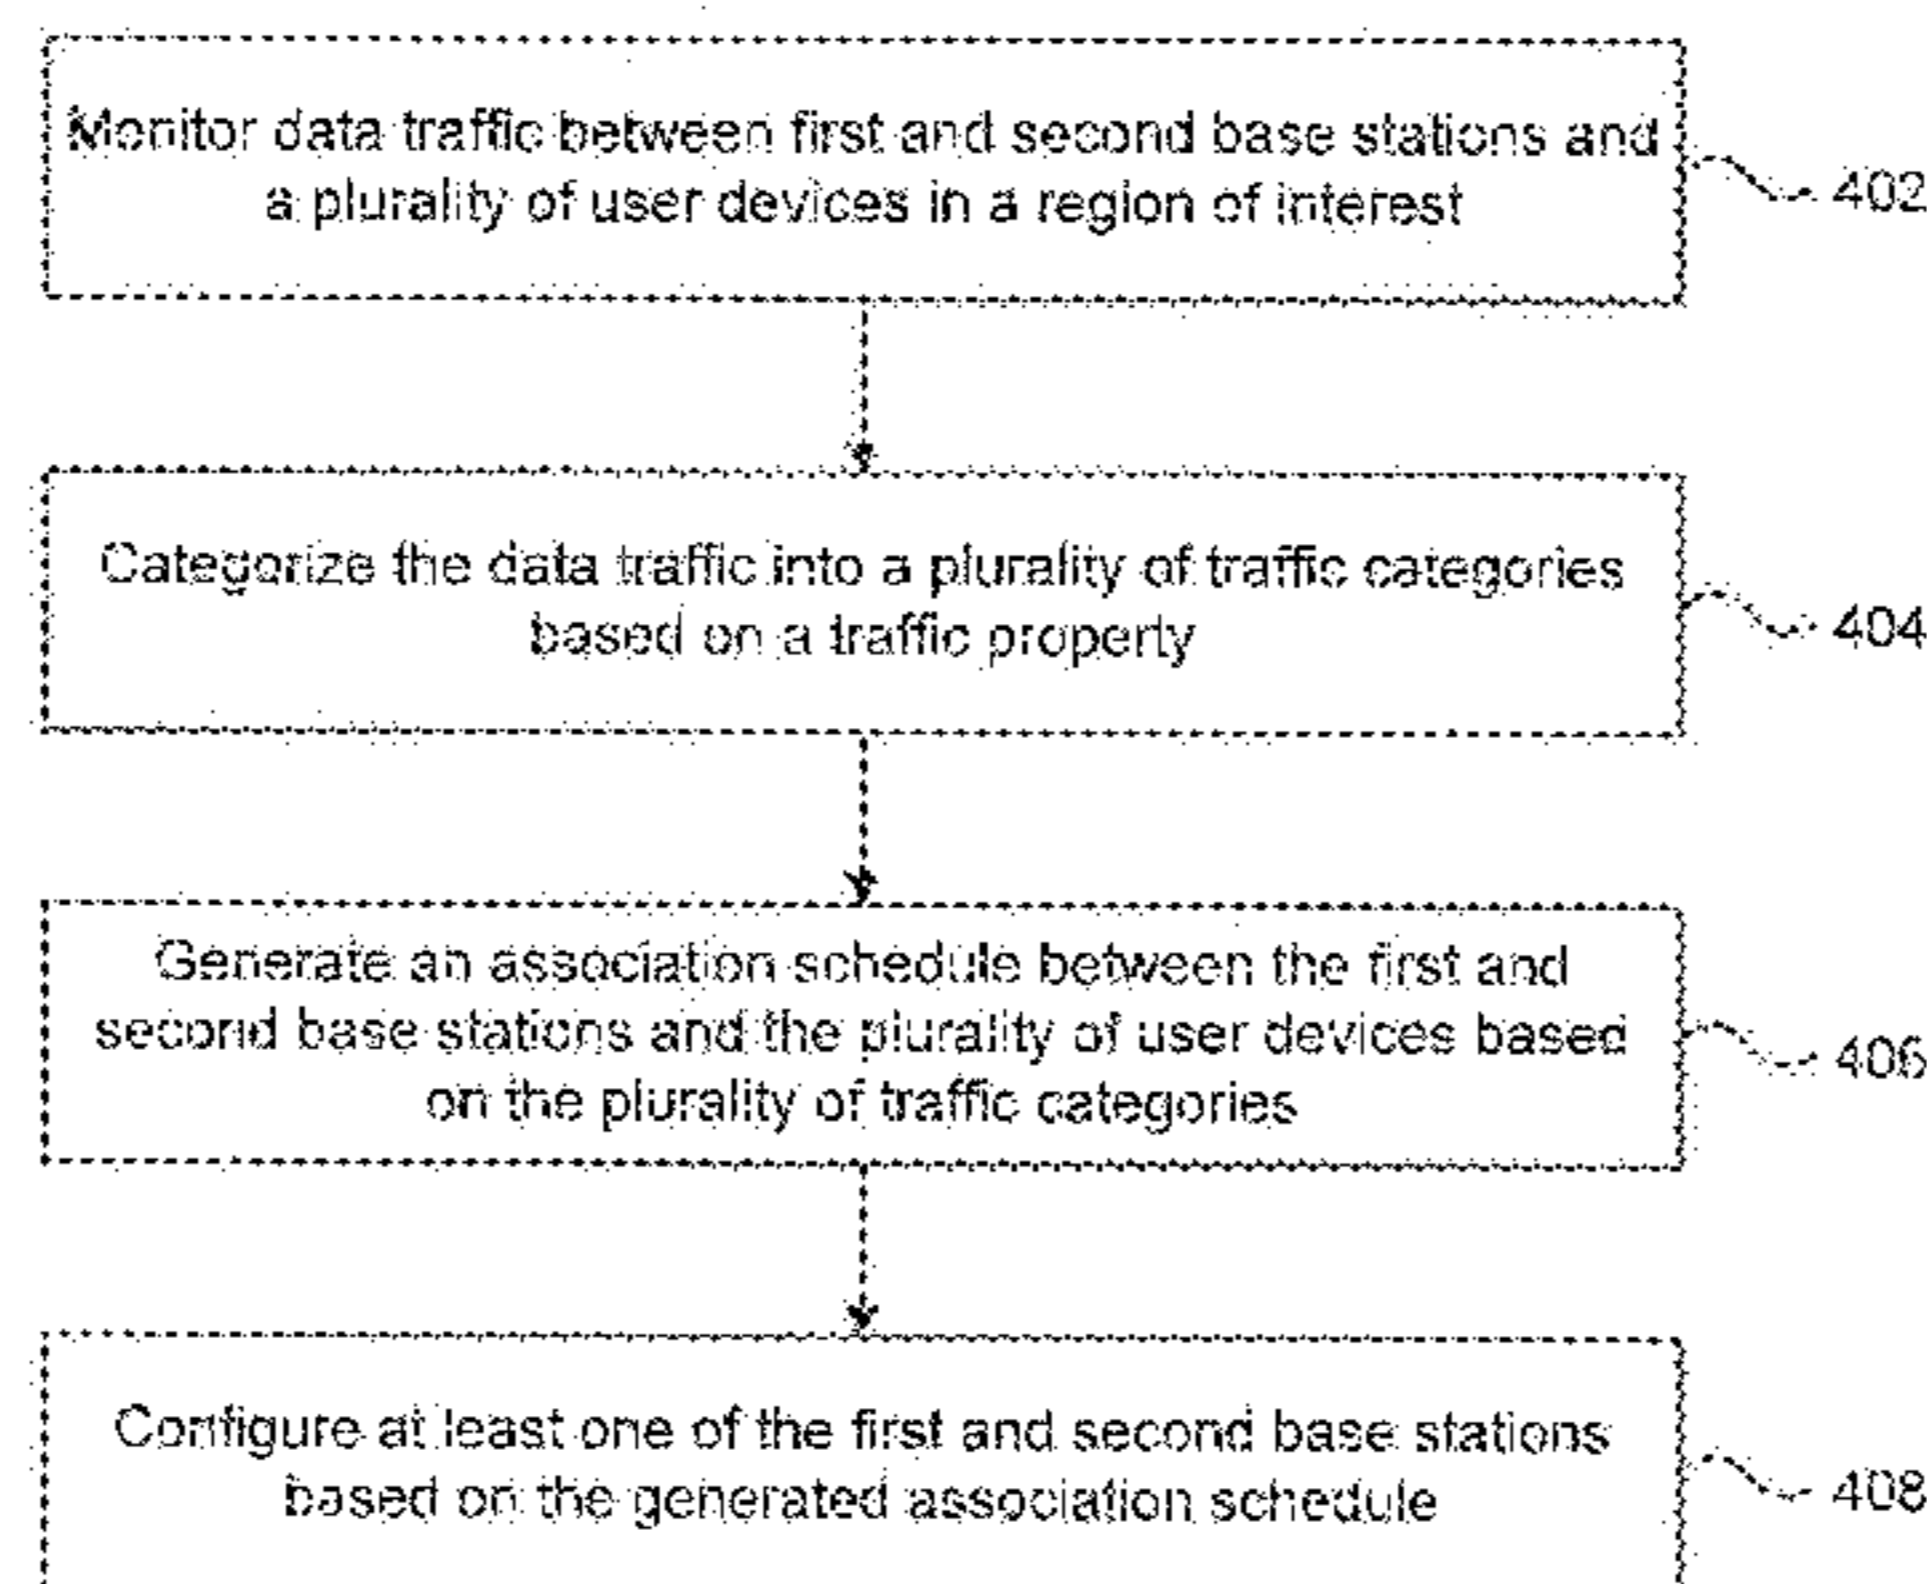 Monitor data traffic between first and second base stations and
a plurality of user devices in a region of interest
402
Categorize the data traffic into a plurality of traffic categories
based on a traffic property
404
Generate an association schedule between the first and
second base stations and the plurality of user devices based
on the plurality of traffic categories
406
Configure at least one of the first and second base stations
based on the generated association schedule
408